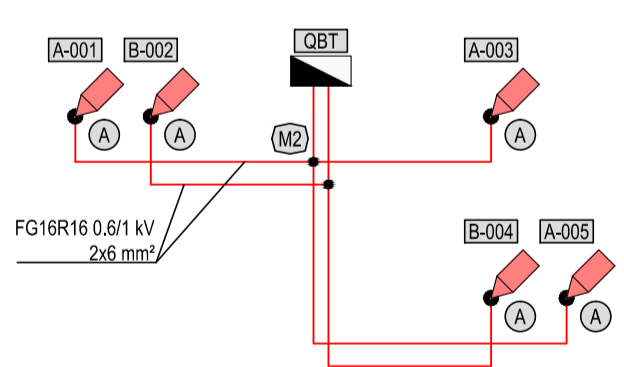 A-001
B-002
QBT
A-003
A
A
M2
A
FG16R16 0.6/1 kV
2x6 mm²
B-004
A-005
A
A